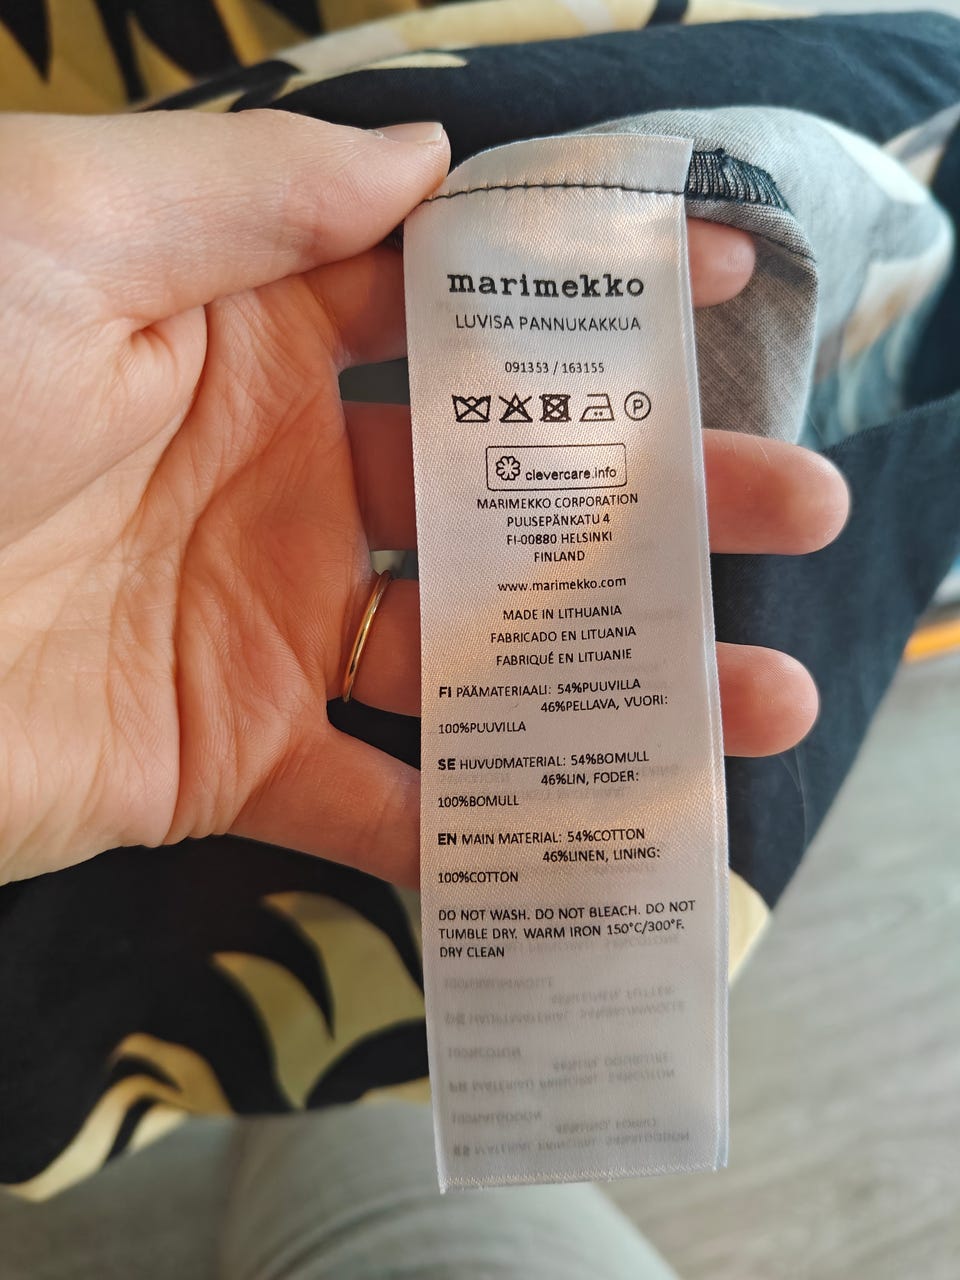 marimekko
LUVISA PANNUKAKKUA
091353 / 163155
P
clevercare.info
MARIMEKKO CORPORATION
PUUSEPÄNKATU 4
FI-00880 HELSINKI
FINLAND
www.marimekko.com
MADE IN LITHUANIA
FABRICADO EN LITUANIA
FABRIQUÉ EN LITUANIE
FI PÄÄMATERIAALI: 54%PUUVILLA
46%PELLAVA, VUORI:
100%PUUVILLA
SE HUVUDMATERIAL: 54%BOMULL
46%LIN, FODER:
100%BOMULL
EN MAIN MATERIAL: 54%COTTON
46%LINEN, LINING:
100%COTTON
DO NOT WASH. DO NOT BLEACH. DO NOT
TUMBLE DRY. WARM IRON 150°C/300°F.
DRY CLEAN